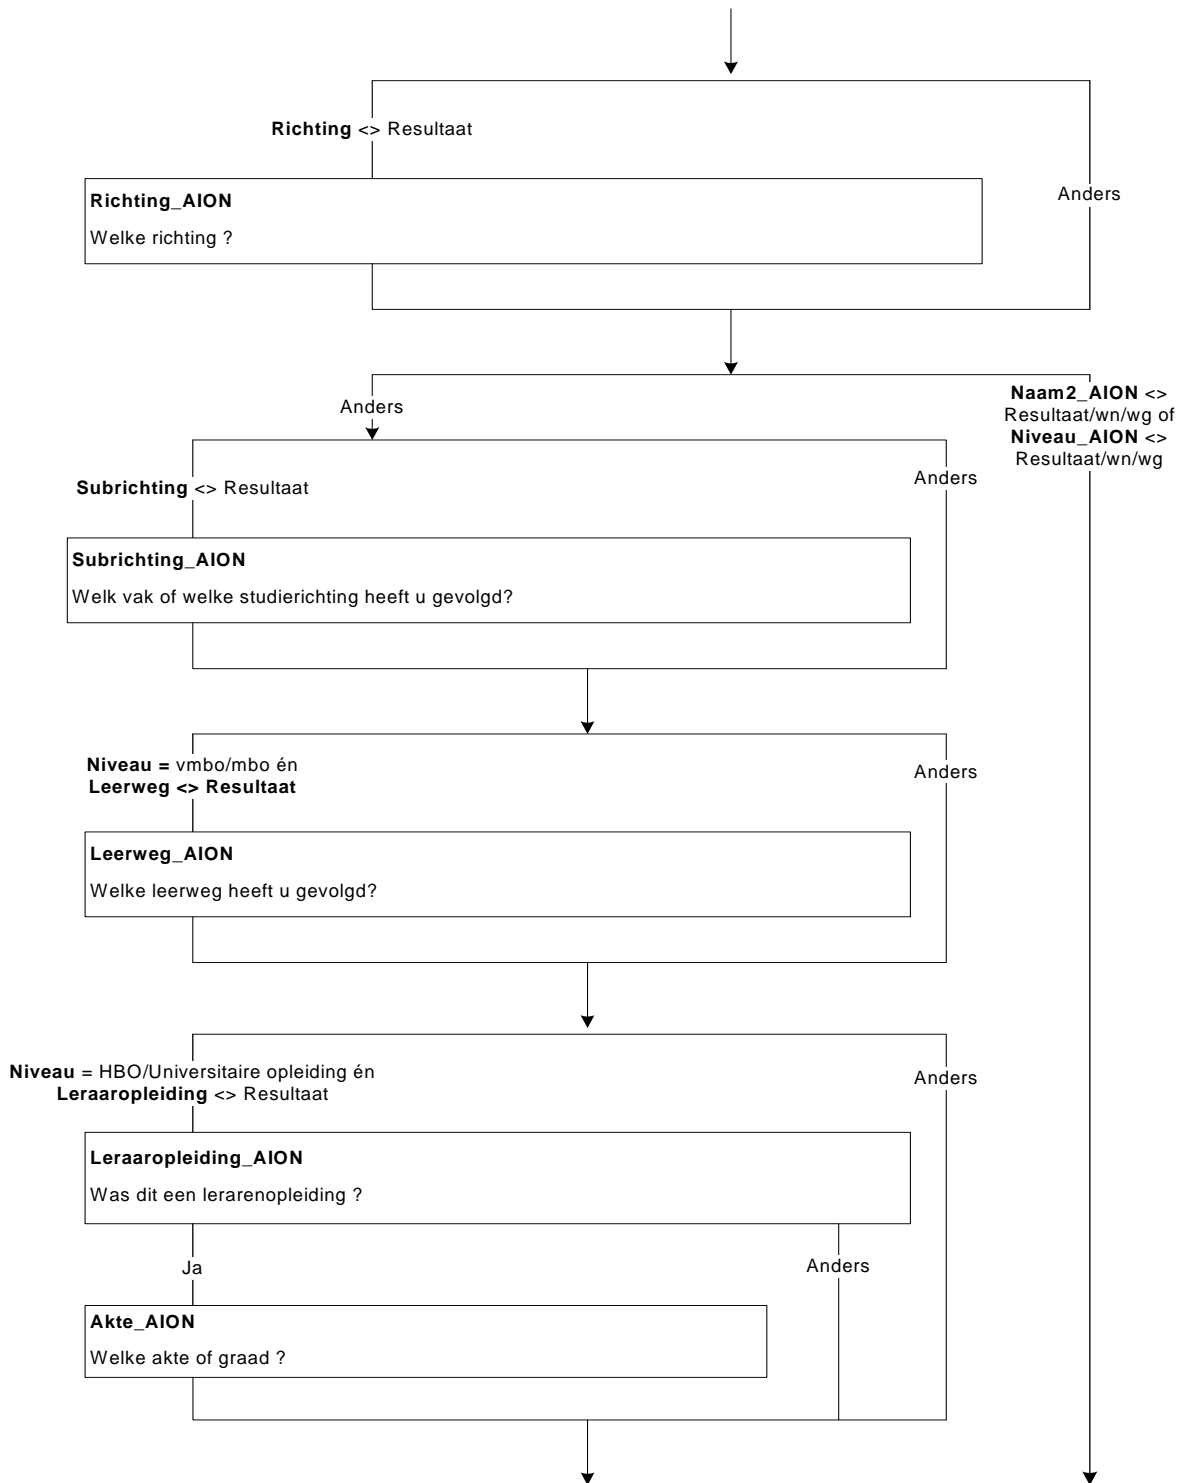 Richting <> Resultaat
Anders
Richting_AION
Welke richting ?
Anders
Naam2_AION <>
Resultaat/wn/wg of
Niveau_AION <>
Resultaat/wn/wg
Subrichting <> Resultaat
Anders
Subrichting_AION
Welk vak of welke studierichting heeft u gevolgd?
Niveau = vmbo/mbo én
Leerweg <> Resultaat
Anders
Leerweg_AION
Welke leerweg heeft u gevolgd?
Niveau = HBO/Universitaire opleiding én
Leraaropleiding <> Resultaat
Anders
Leraaropleiding_AION
Was dit een lerarenopleiding ?
Ja
Anders
Akte_AION
Welke akte of graad ?